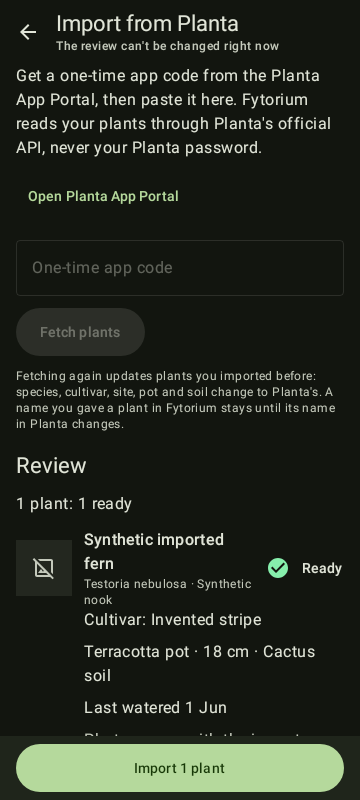 Import from Planta
The review can't be changed right now
Get a one-time app code from the Planta
App Portal, then paste it here. Fytorium
reads your plants through Planta's official
API, never your Planta password.
Open Planta App Portal
One-time app code
Fetch plants
Fetching again updates plants you imported before:
species, cultivar, site, pot and soil change to Planta's. A
name you gave a plant in Fytorium stays until its name
in Planta changes.
Review
1 plant: 1 ready
Synthetic imported
fern
Ready
Testoria nebulosa · Synthetic
nook
Cultivar: Invented stripe
Terracotta pot · 18 cm · Cactus
soil
Last watered 1 Jun
Import 1 plant